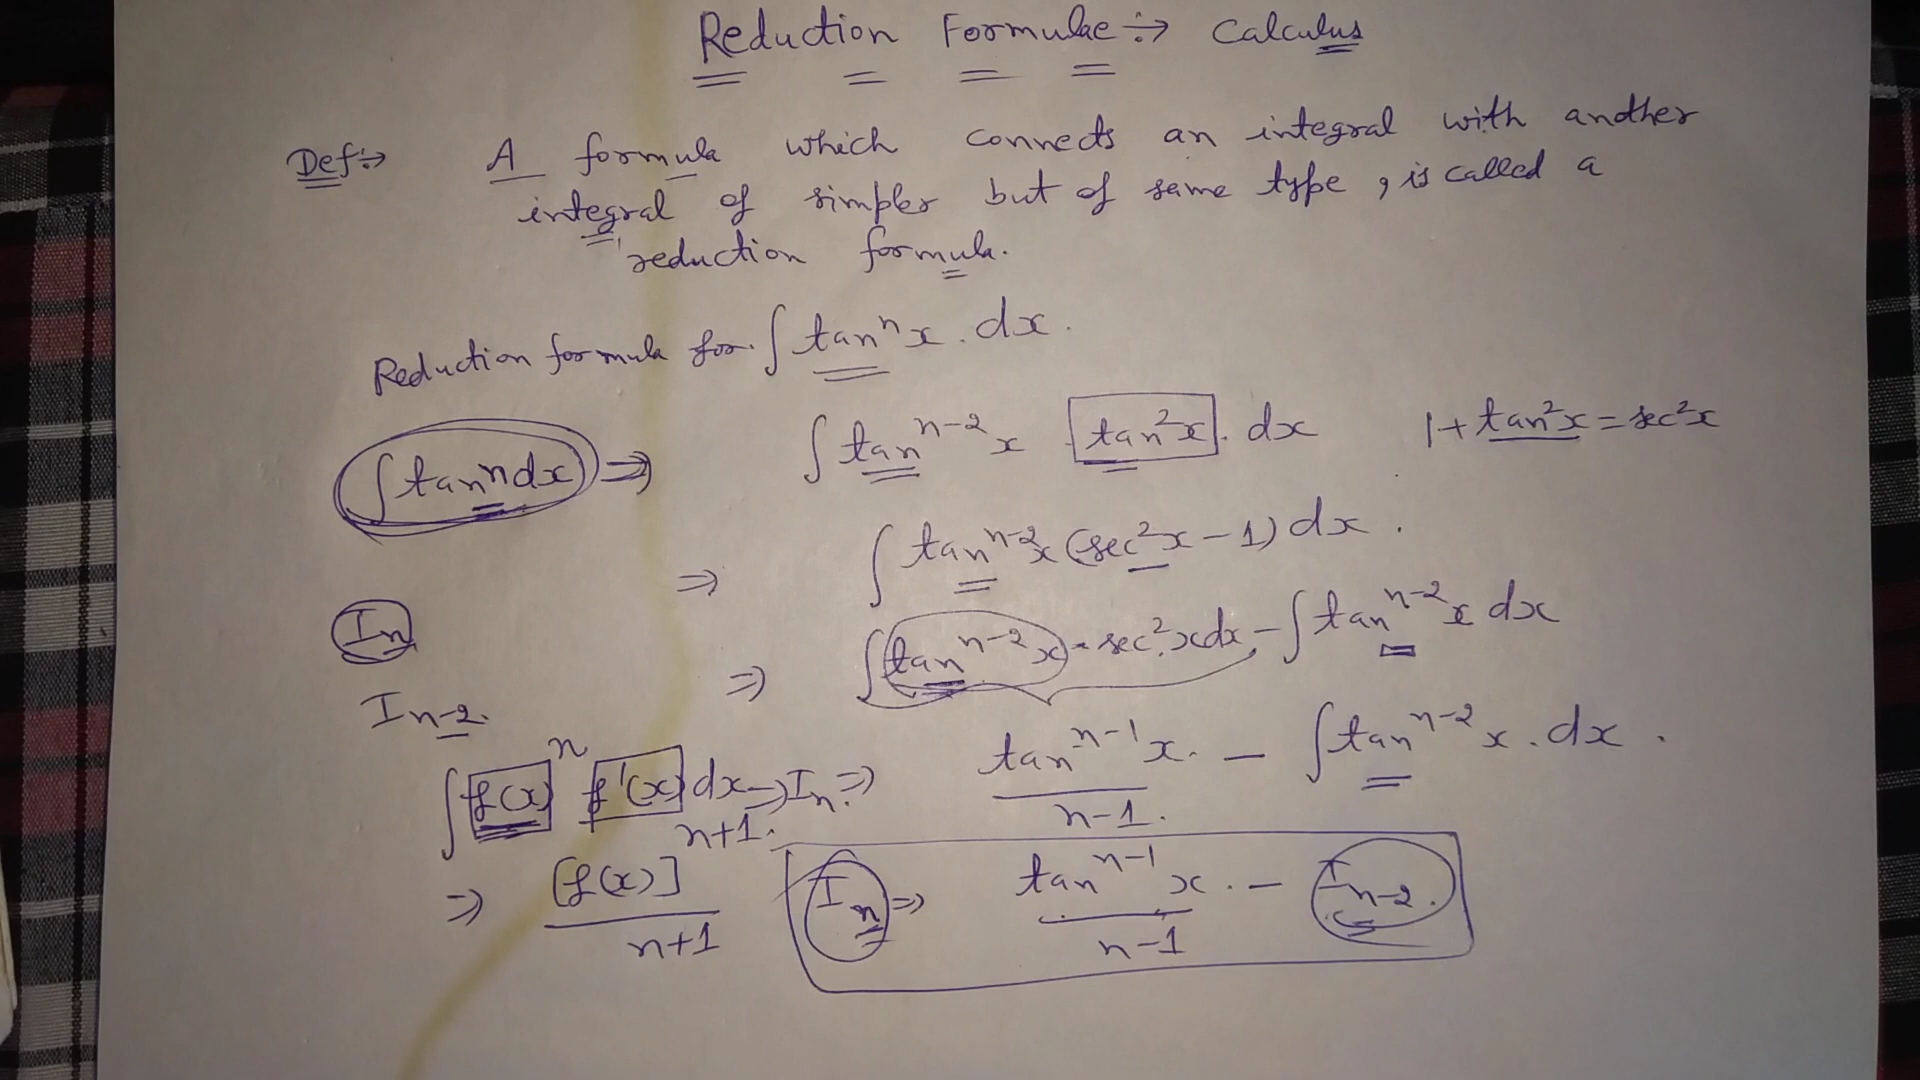 Reduction Formulae :→ Calculus
Def:→ A formula which connects an integral with another
integral of simpler but of same type, is called a
reduction formula.
Reduction formula for ∫ tanⁿx . dx.
∫tanⁿdx ⇒ ∫ tanⁿ⁻²x . tan²x . dx 1 + tan²x = sec²x
⇒ ∫ tanⁿ⁻²x (sec²x - 1) dx .
In
⇒ ∫ tanⁿ⁻²x . sec²x dx - ∫ tanⁿ⁻²x dx
In-2.
∫ [f(x)]ⁿ f'(x) dx ⇒ In ⇒ tanⁿ⁻¹x. / n-1. - ∫ tanⁿ⁻²x . dx .
⇒ [f(x)]ⁿ⁺¹ / n+1
In ⇒ tanⁿ⁻¹x . / n-1 - In-2.